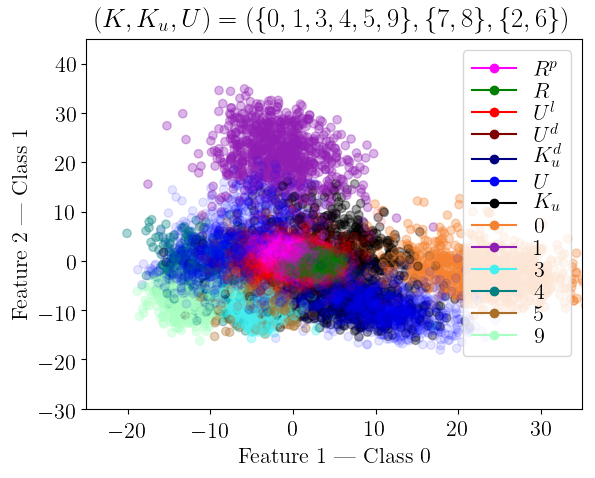 (K, K_u, U) = ({0, 1, 3, 4, 5, 9}, {7, 8}, {2, 6})
40
30
20
10
0
−10
−20
−30
Feature 2 — Class 1
R^p
R
U^l
U^d
K_u^d
U
K_u
0
1
3
4
5
9
−20 −10 0 10 20 30
Feature 1 — Class 0